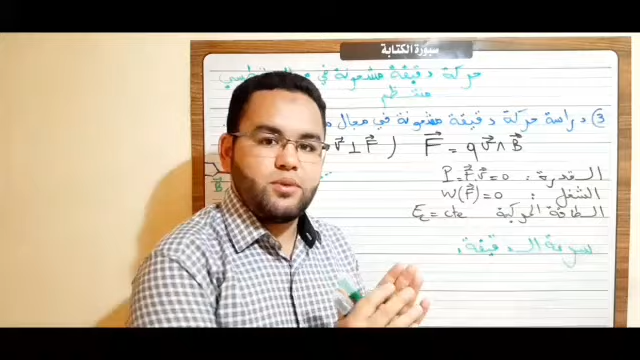 سبورة الكتابة
حركة دقيقة مشحونة في مجال مغنطيسي
منتظم
③ دراسة حركة دقيقة مشحونة في مجال
V⃗ ⊥ F⃗ ) F⃗ = q V⃗ ∧ B⃗
القدرة : P = F⃗.V⃗ = 0
الشغل : W(F⃗) = 0
الطاقة الحركية Ec = cte
B⃗
سرعة الدقيقة :